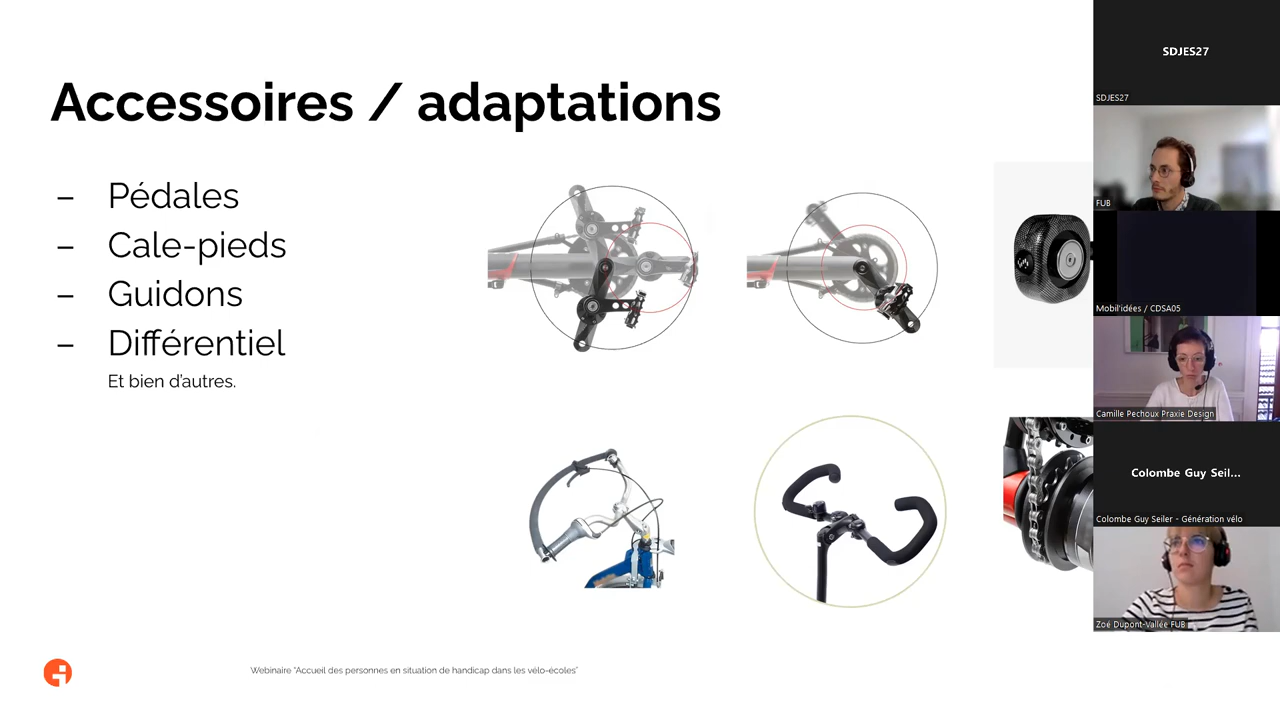 Accessoires / adaptations
– Pédales
– Cale-pieds
– Guidons
– Différentiel
Et bien d'autres.
Webinaire "Accueil des personnes en situation de handicap dans les vélo-écoles"
SDJES27
SDJES27
FUB
Mobil'idées / CDSA05
Camille Pechoux Praxie Design
Colombe Guy Seil...
Colombe Guy Seiler - Génération vélo
Zoé Dupont-Vallée FUB